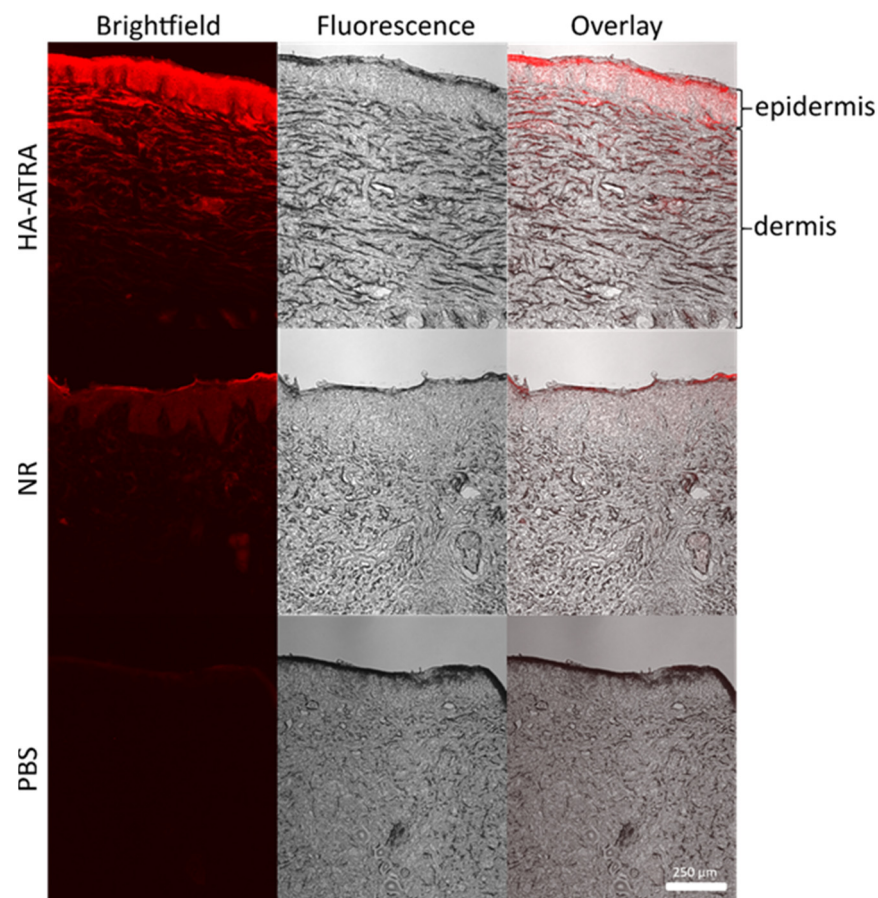 Brightfield Fluorescence Overlay
HA-ATRA
epidermis
dermis
NR
PBS
250 µm